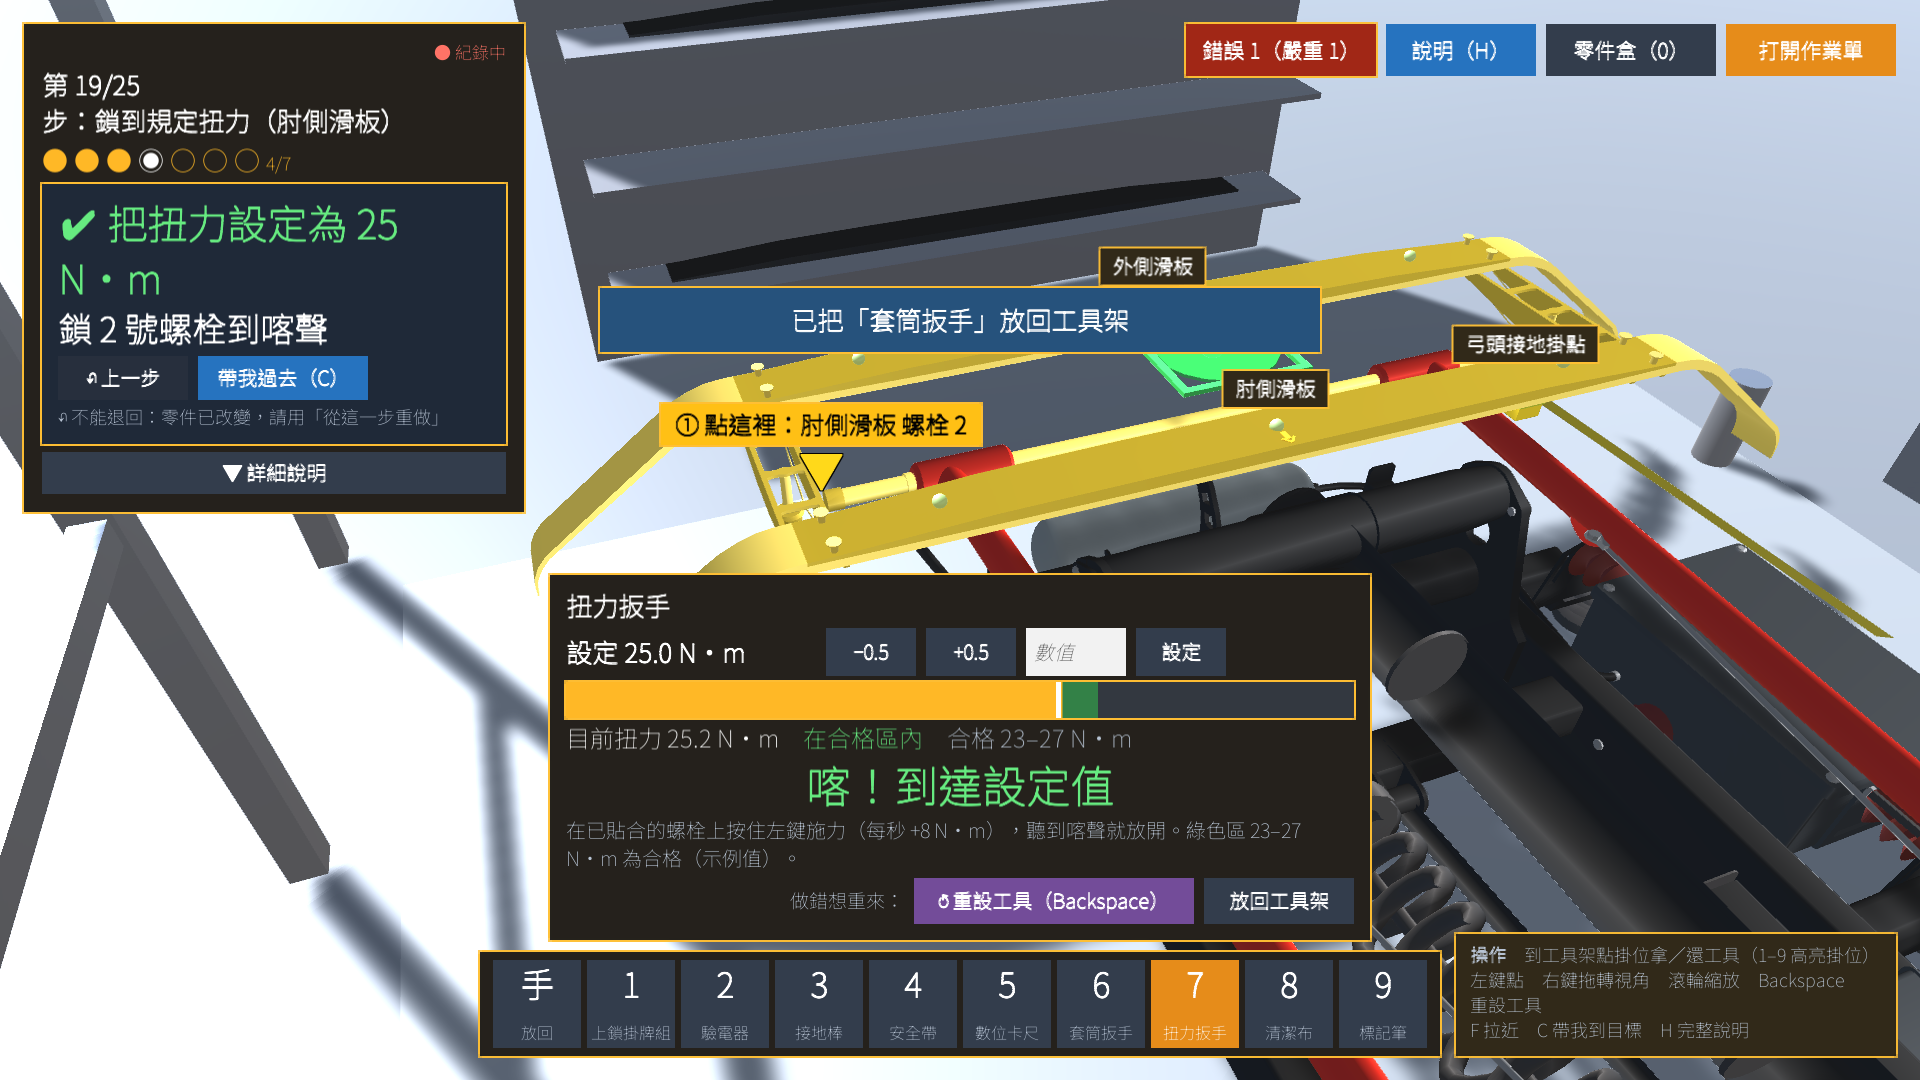 紀錄中
第 19/25
步：鎖到規定扭力（肘側滑板）
4/7
✔ 把扭力設定為 25
N・m
鎖 2 號螺栓到喀聲
↶上一步
帶我過去（C）
↶不能退回：零件已改變，請用「從這一步重做」
▼詳細說明
錯誤 1（嚴重 1）
說明（H）
零件盒（0）
打開作業單
外側滑板
已把「套筒扳手」放回工具架
弓頭接地掛點
肘側滑板
① 點這裡：肘側滑板 螺栓 2
扭力扳手
設定 25.0 N・m
−0.5
+0.5
數值
設定
目前扭力 25.2 N・m 在合格區內 合格 23–27 N・m
喀！到達設定值
在已貼合的螺栓上按住左鍵施力（每秒 +8 N・m），聽到喀聲就放開。綠色區 23–27
N・m 為合格（示例值）。
做錯想重來：
↺重設工具（Backspace）
放回工具架
手 1 2 3 4 5 6 7 8 9
放回 上鎖掛牌組 驗電器 接地棒 安全帶 數位卡尺 套筒扳手 扭力扳手 清潔布 標記筆
操作 到工具架點掛位拿／還工具（1–9 高亮掛位）
左鍵點 右鍵拖轉視角 滾輪縮放 Backspace
重設工具
F 拉近 C 帶我到目標 H 完整說明